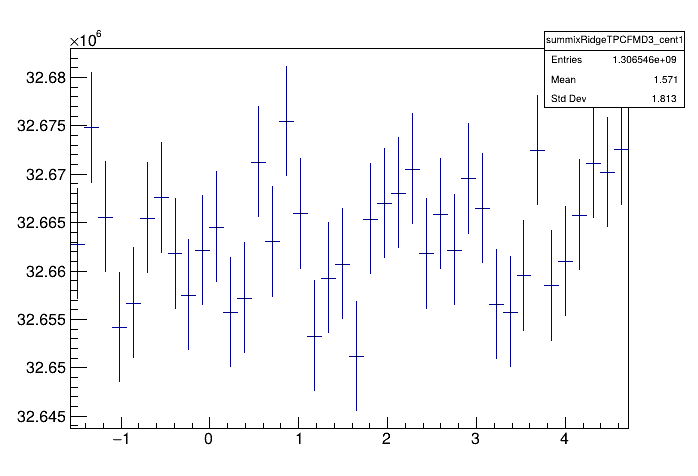 ×10⁶
summixRidgeTPCFMD3_cent1
Entries 1.306546e+09
Mean 1.571
Std Dev 1.813
32.68
32.675
32.67
32.665
32.66
32.655
32.65
32.645
−1 0 1 2 3 4